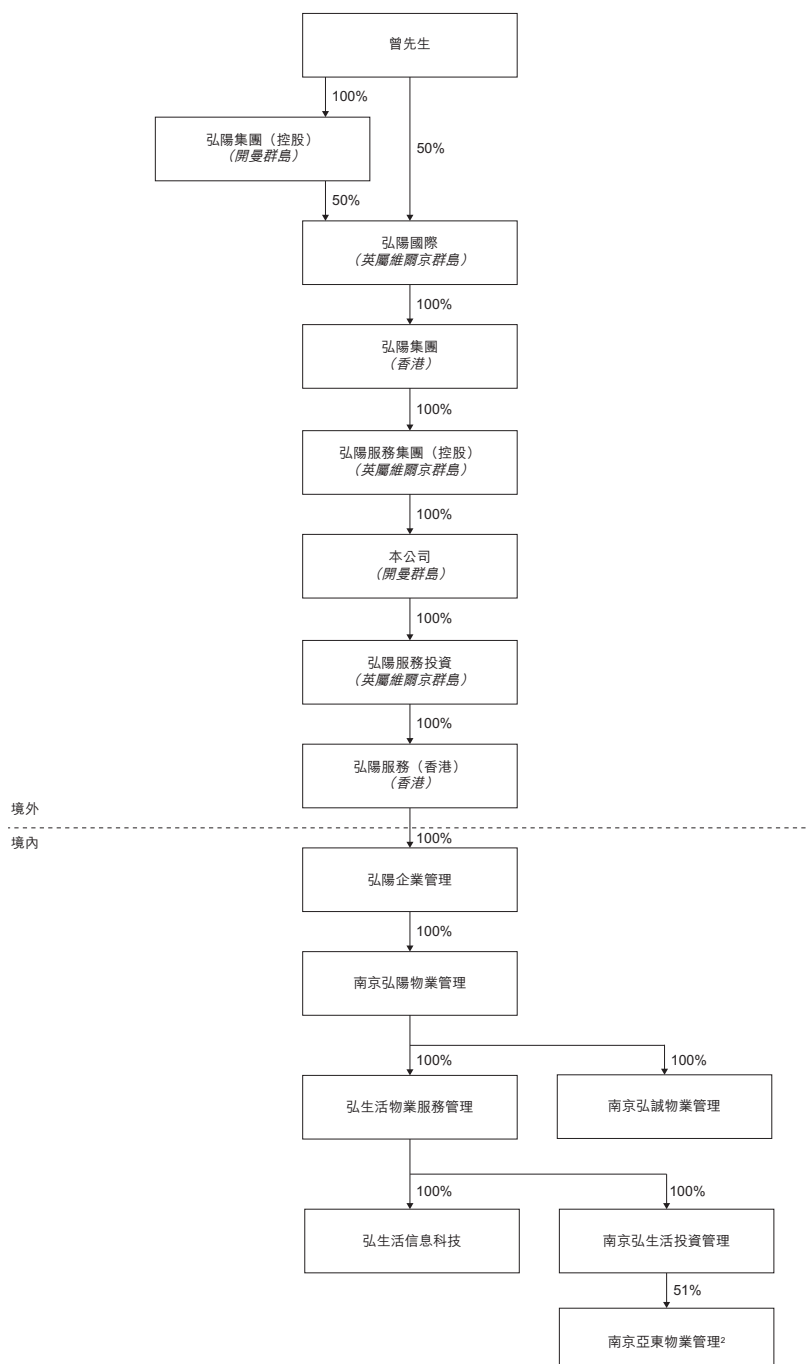 曾先生
100%
弘陽集團（控股）
（開曼群島）
50%
50%
弘陽國際
（英屬維爾京群島）
100%
弘陽集團
（香港）
100%
弘陽服務集團（控股）
（英屬維爾京群島）
100%
本公司
（開曼群島）
100%
弘陽服務投資
（英屬維爾京群島）
100%
弘陽服務（香港）
（香港）
境外
境內
100%
弘陽企業管理
100%
南京弘陽物業管理
100%
100%
弘生活物業服務管理
南京弘誠物業管理
100%
100%
弘生活信息科技
南京弘生活投資管理
51%
南京亞東物業管理²